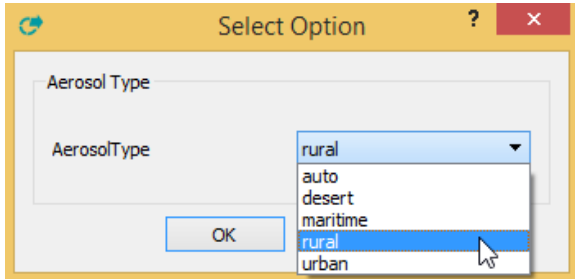 Select Option
?
×
Aerosol Type
AerosolType
rural
auto
desert
maritime
rural
urban
OK